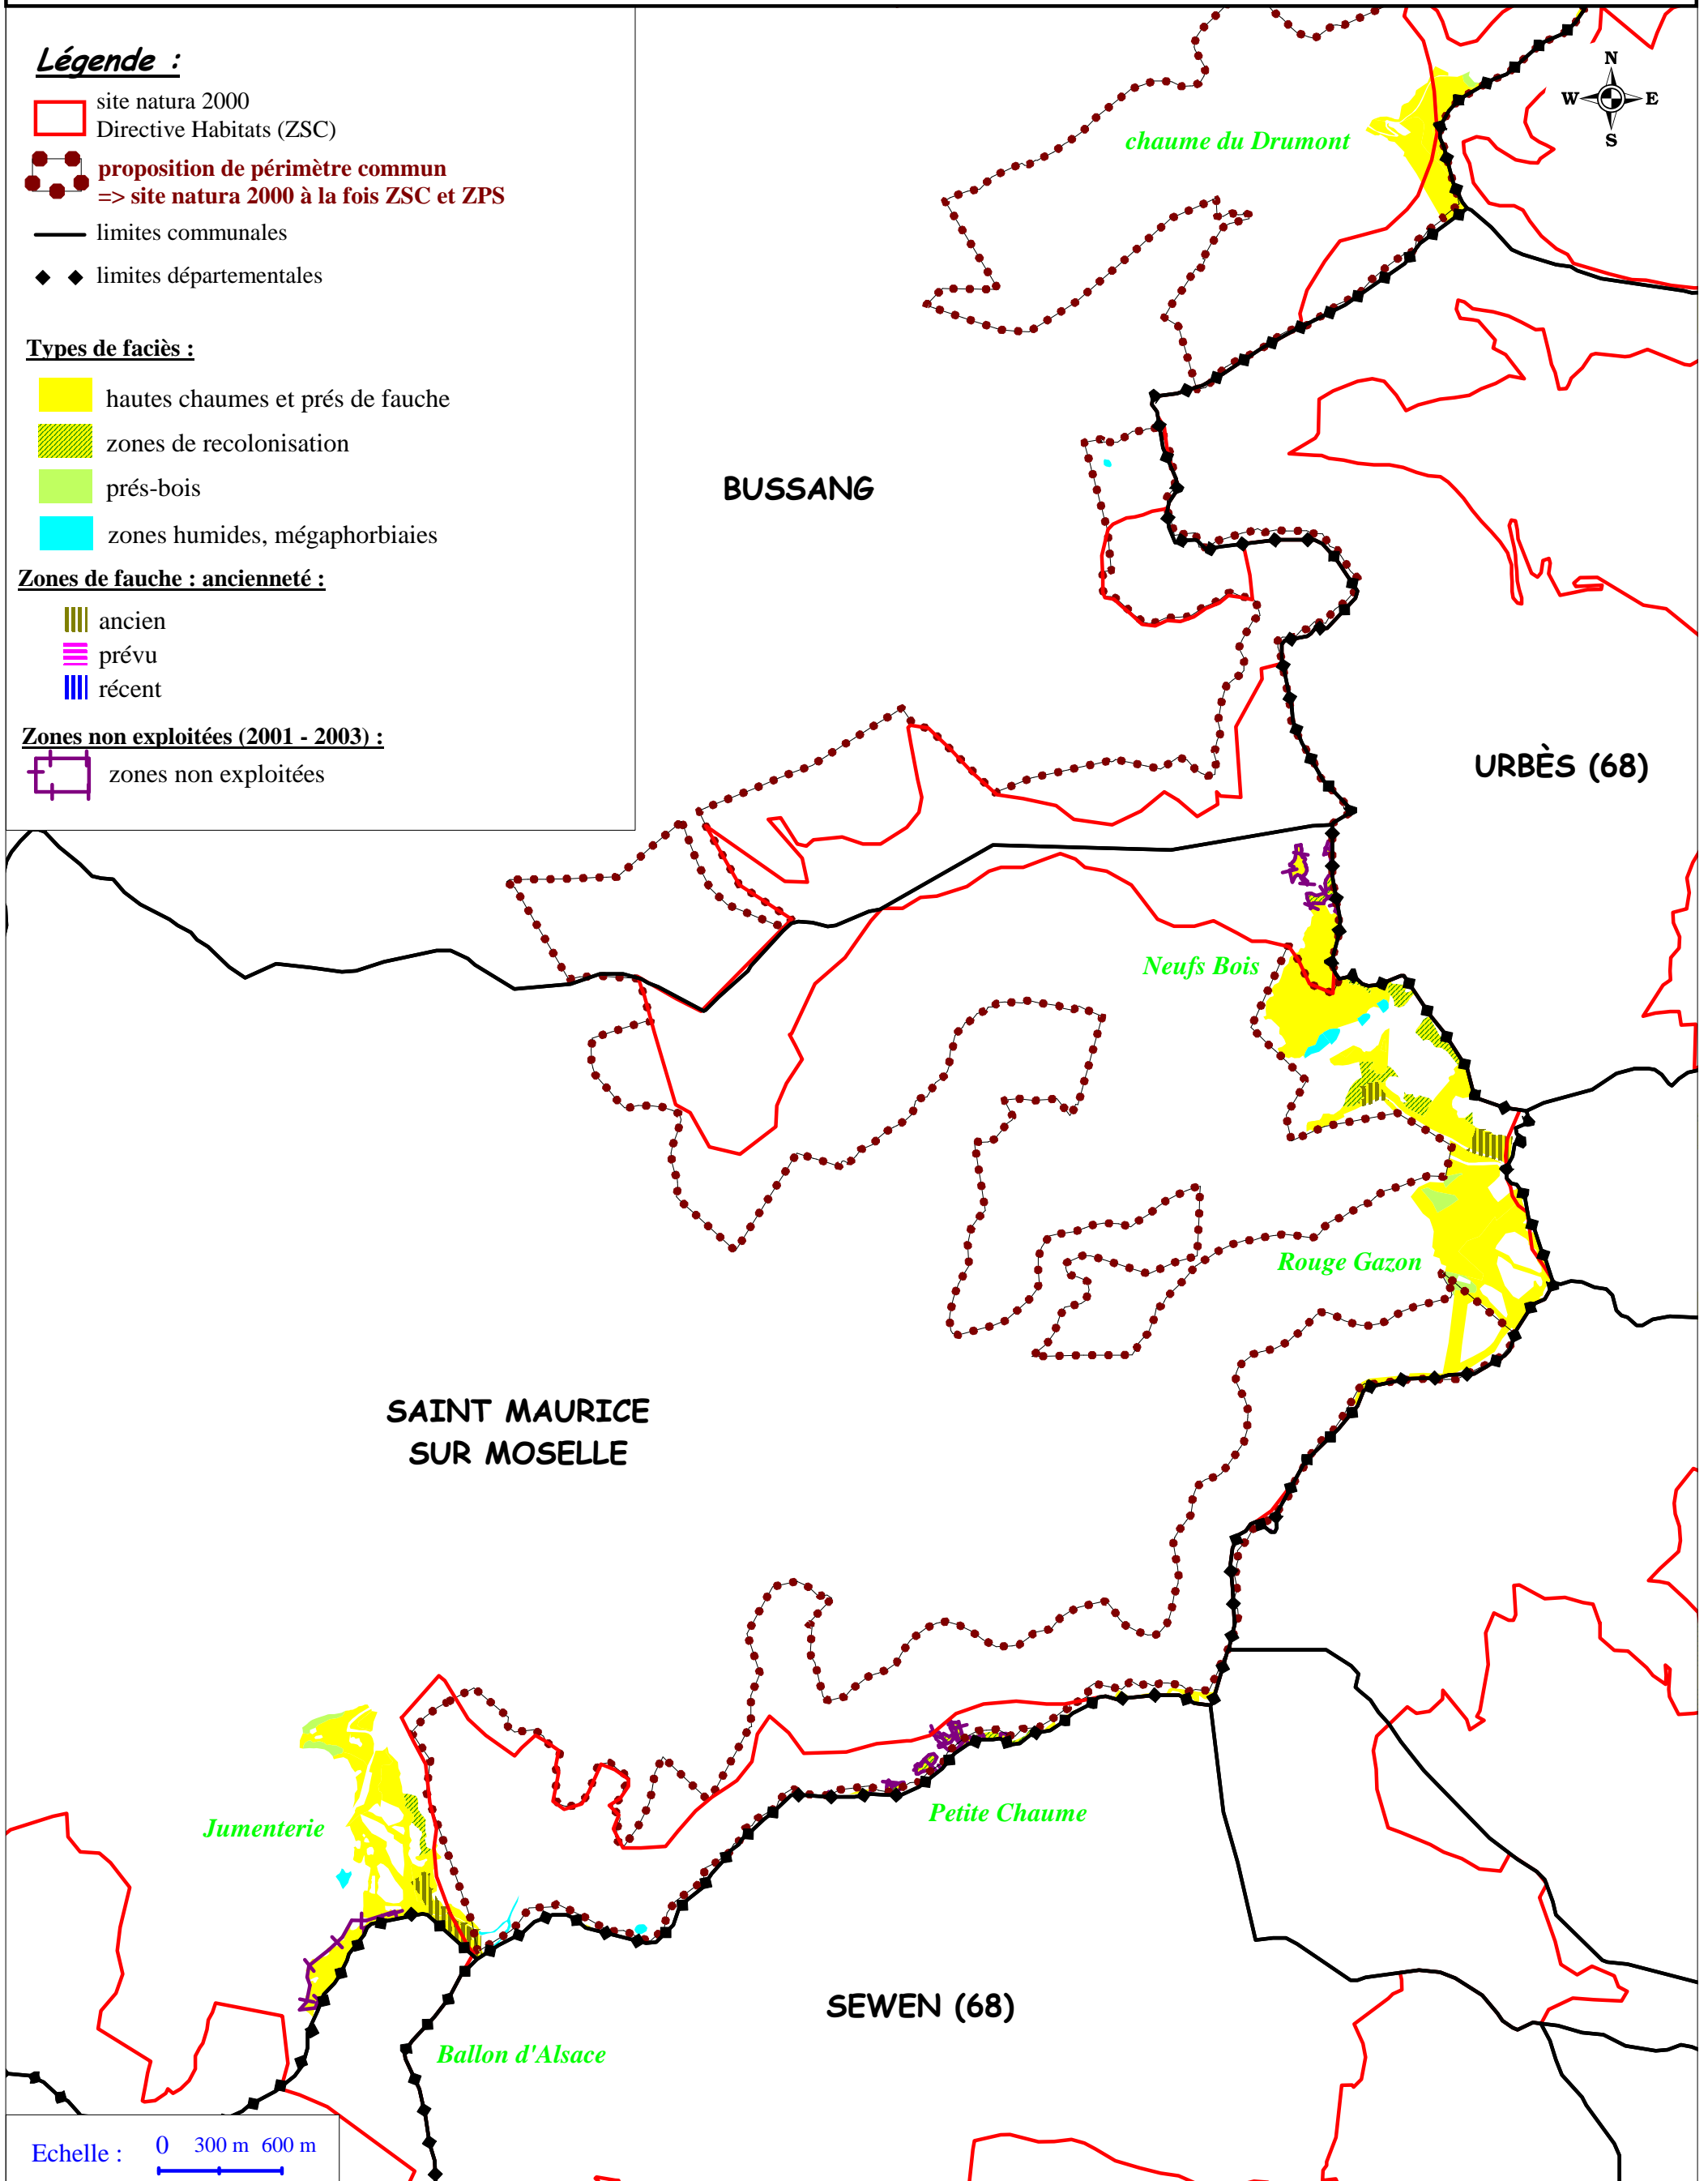 Légende :
site natura 2000
Directive Habitats (ZSC)
proposition de périmètre commun
=> site natura 2000 à la fois ZSC et ZPS
limites communales
limites départementales
Types de faciès :
hautes chaumes et prés de fauche
zones de recolonisation
prés-bois
zones humides, mégaphorbiaies
Zones de fauche : ancienneté :
ancien
prévu
récent
Zones non exploitées (2001 - 2003) :
zones non exploitées
N
W E
S
chaume du Drumont
BUSSANG
URBÈS (68)
Neufs Bois
Rouge Gazon
SAINT MAURICE
SUR MOSELLE
Petite Chaume
Jumenterie
SEWEN (68)
Ballon d'Alsace
Echelle : 0 300 m 600 m